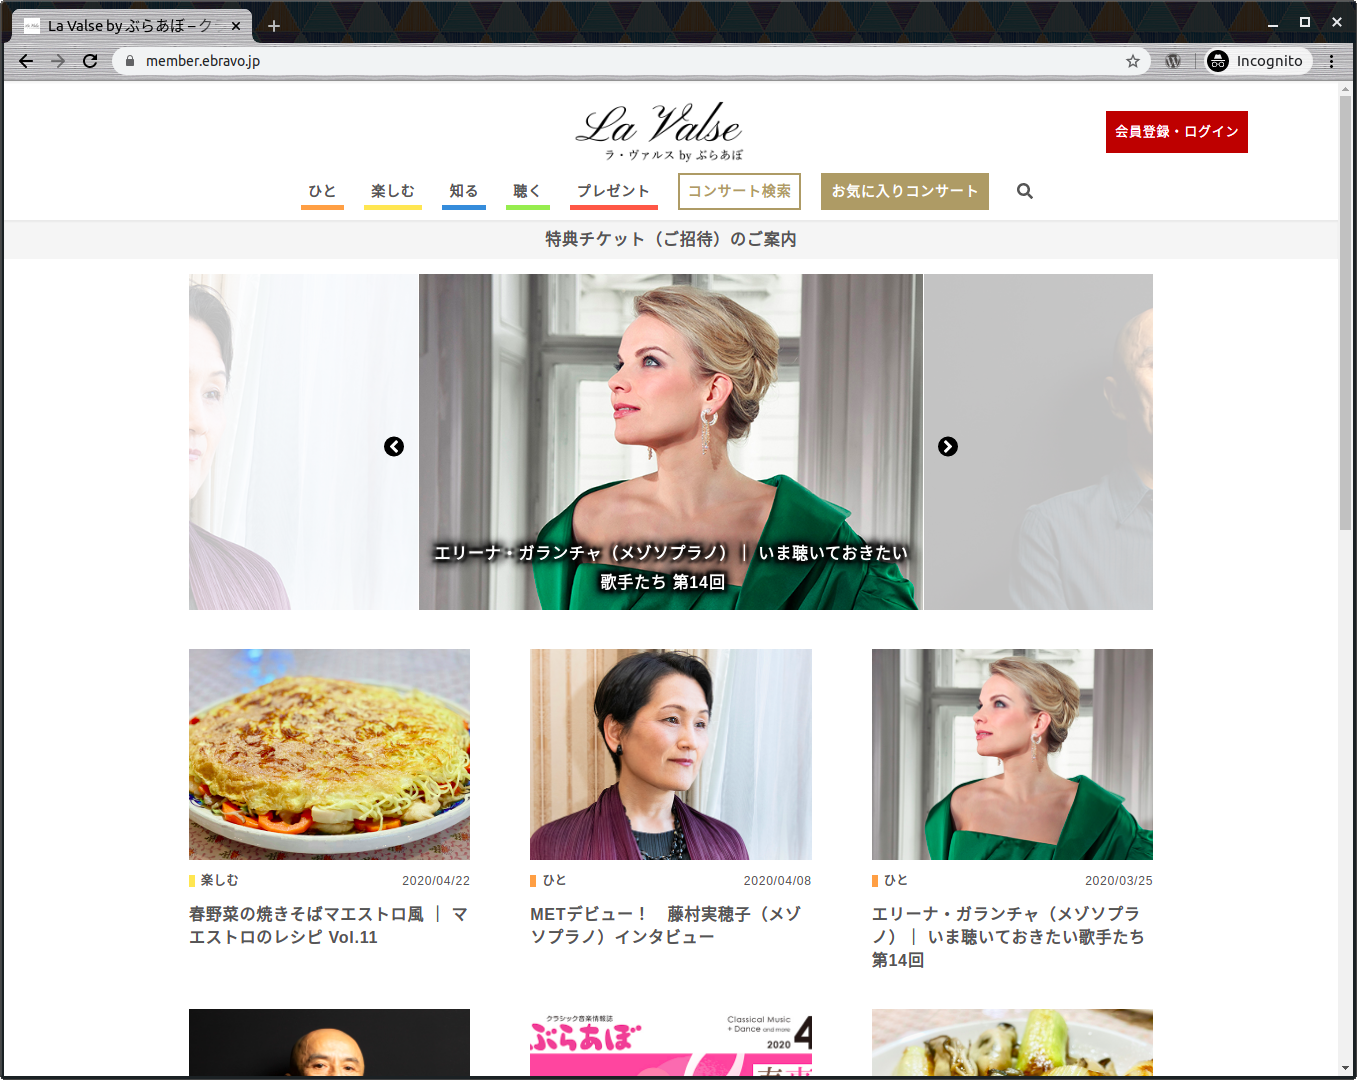 La Valse by ぶらあぼ – ク
member.ebravo.jp
Incognito
La Valse
ラ・ヴァルス by ぶらあぼ
会員登録・ログイン
ひと 楽しむ 知る 聴く プレゼント コンサート検索 お気に入りコンサート
特典チケット（ご招待）のご案内
エリーナ・ガランチャ（メゾソプラノ）｜ いま聴いておきたい
歌手たち 第14回
楽しむ 2020/04/22
春野菜の焼きそばマエストロ風 ｜ マ
エストロのレシピ Vol.11
ひと 2020/04/08
METデビュー！ 藤村実穂子（メゾ
ソプラノ）インタビュー
ひと 2020/03/25
エリーナ・ガランチャ（メゾソプラ
ノ）｜ いま聴いておきたい歌手たち
第14回
クラシック音楽情報誌
ぶらあぼ
Classical Music
+ Dance and more
2020 4